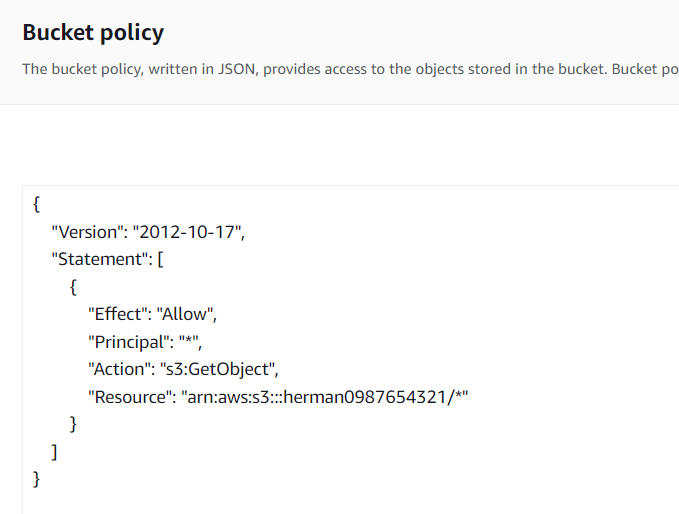 Bucket policy
The bucket policy, written in JSON, provides access to the objects stored in the bucket. Bucket po
{
"Version": "2012-10-17",
"Statement": [
{
"Effect": "Allow",
"Principal": "*",
"Action": "s3:GetObject",
"Resource": "arn:aws:s3:::herman0987654321/*"
}
]
}